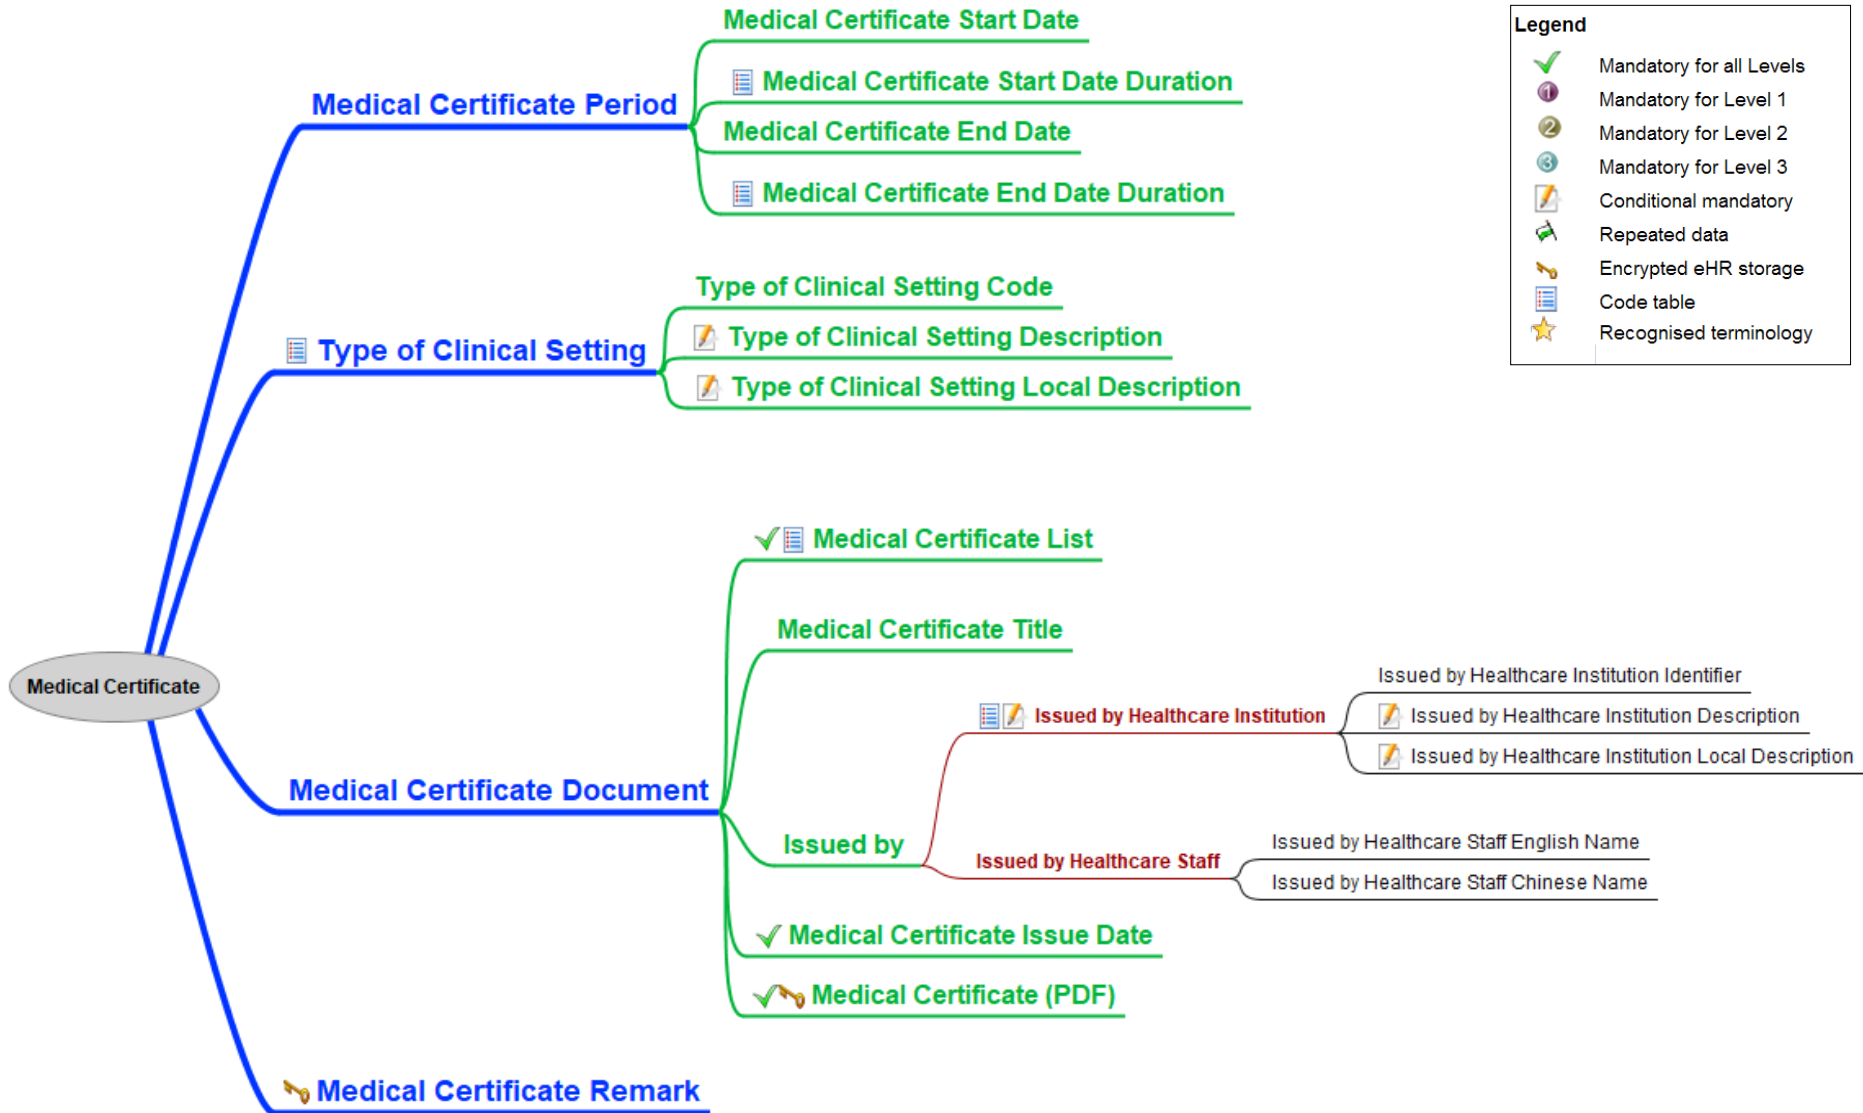 Medical Certificate Start Date
Medical Certificate Start Date Duration
Medical Certificate Period
Medical Certificate End Date
Medical Certificate End Date Duration
Legend
Mandatory for all Levels
1
Mandatory for Level 1
2
Mandatory for Level 2
3
Mandatory for Level 3
Conditional mandatory
Repeated data
Encrypted eHR storage
Code table
Recognised terminology
Type of Clinical Setting Code
Type of Clinical Setting Description
Type of Clinical Setting
Type of Clinical Setting Local Description
Medical Certificate List
Medical Certificate Title
Medical Certificate
Issued by Healthcare Institution Identifier
Issued by Healthcare Institution
Issued by Healthcare Institution Description
Issued by Healthcare Institution Local Description
Medical Certificate Document
Issued by
Issued by Healthcare Staff
Issued by Healthcare Staff English Name
Issued by Healthcare Staff Chinese Name
Medical Certificate Issue Date
Medical Certificate (PDF)
Medical Certificate Remark